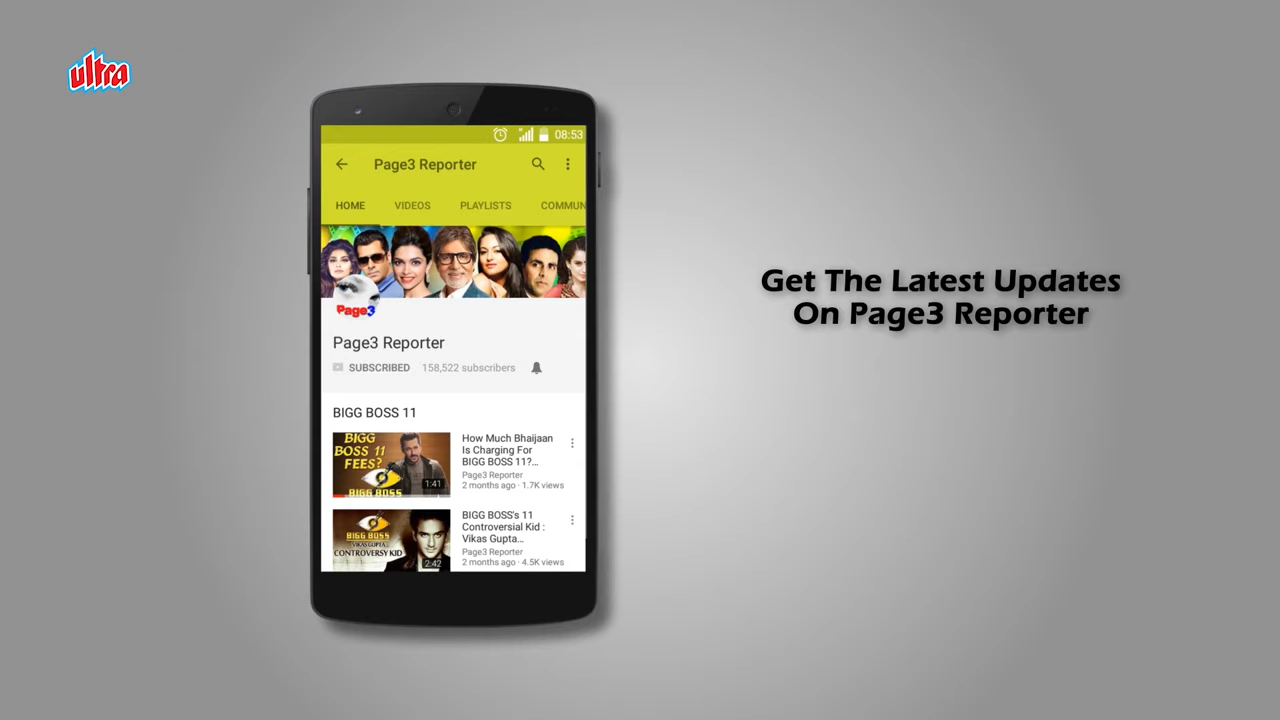 ultra
08:53
Page3 Reporter
HOME VIDEOS PLAYLISTS COMMUN
Page3
Page3 Reporter
SUBSCRIBED 158,522 subscribers
BIGG BOSS 11
BIGG
BOSS 11
FEES?
BIGG BOSS
1:41
How Much Bhaijaan
Is Charging For
BIGG BOSS 11?...
Page3 Reporter
2 months ago · 1.7K views
BIGG BOSS
VIKAS GUPTA
CONTROVERSY KID
2:42
BIGG BOSS's 11
Controversial Kid :
Vikas Gupta...
Page3 Reporter
2 months ago · 4.5K views
Get The Latest Updates
On Page3 Reporter